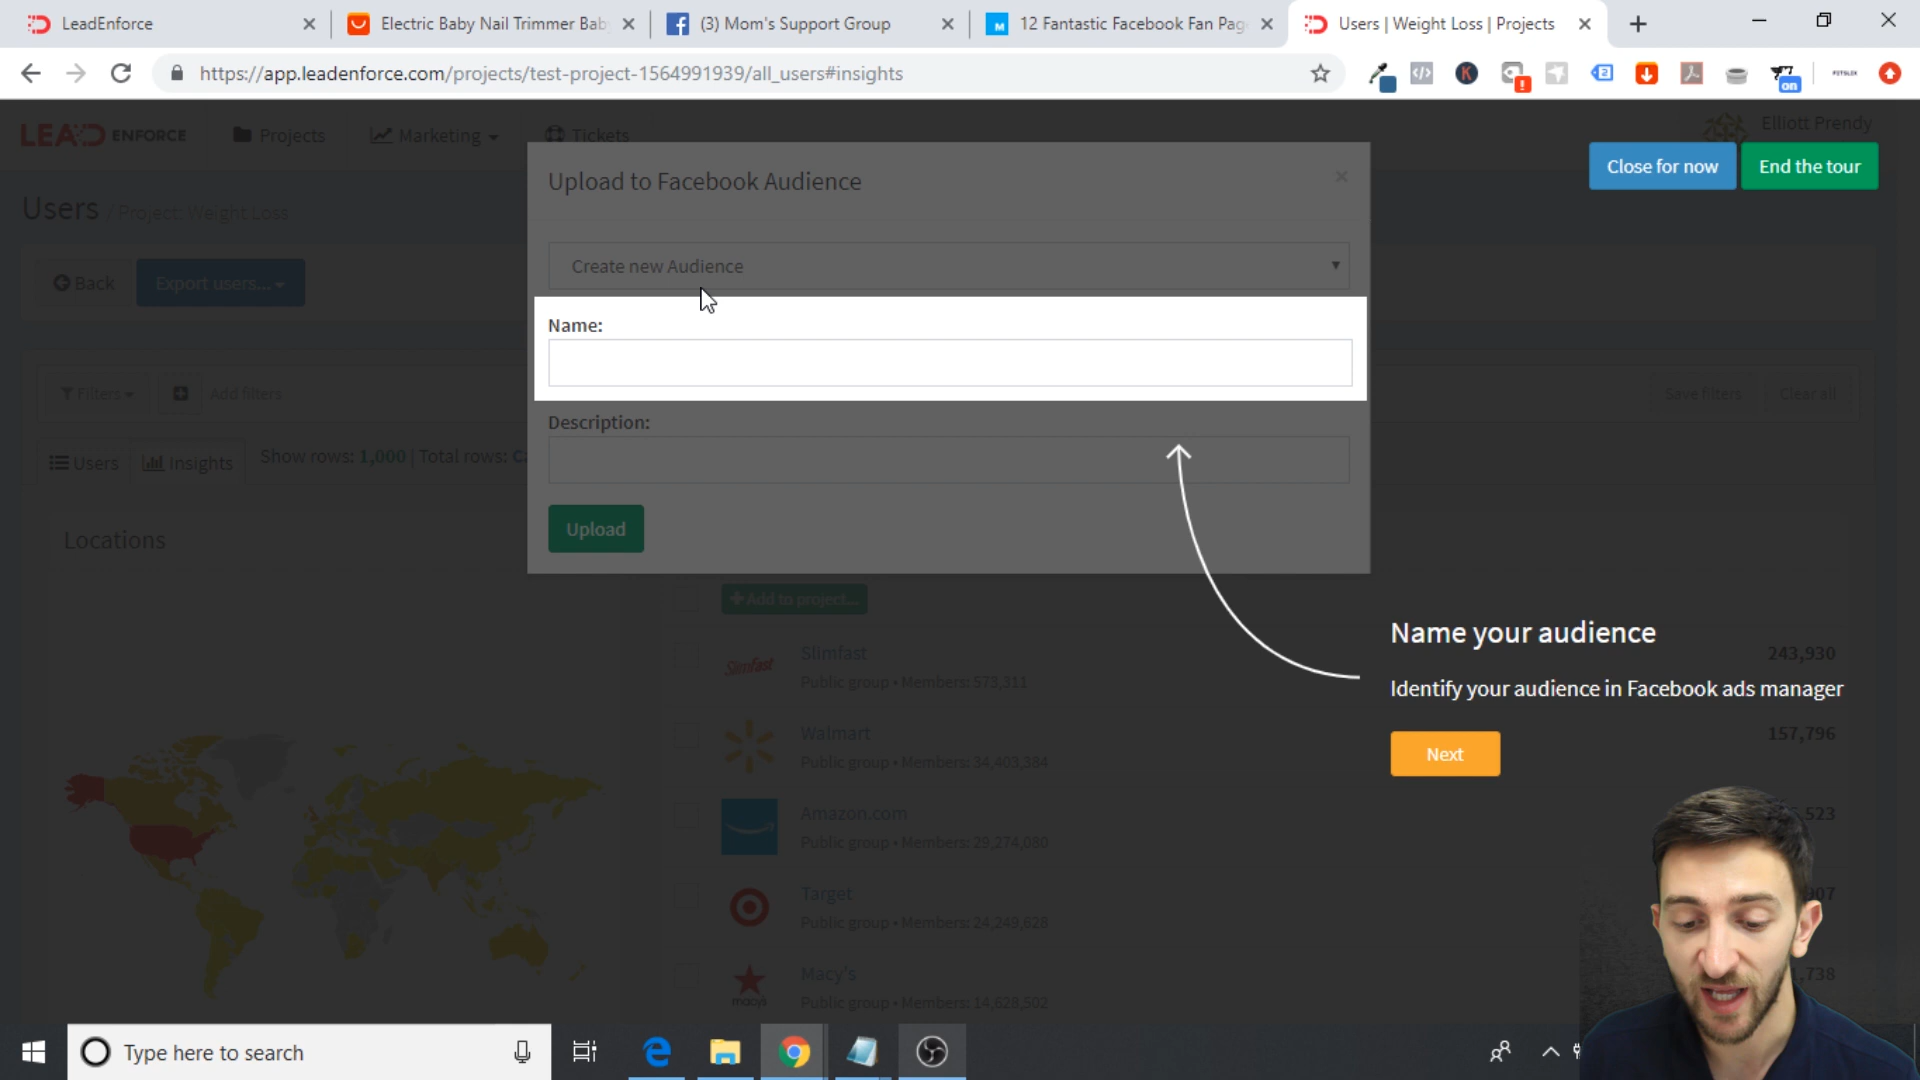 LeadEnforce
Electric Baby Nail Trimmer Bab
(3) Mom's Support Group
12 Fantastic Facebook Fan Pag
Users | Weight Loss | Projects
https://app.leadenforce.com/projects/test-project-1564991939/all_users#insights
on
LEAD ENFORCE
Projects
Marketing
Tickets
Elliott Prendy
Close for now
End the tour
Upload to Facebook Audience
Users / Project: Weight Loss
Back
Export users...
Create new Audience
Name:
Filters
Add filters
Save filters
Clear all
Description:
Users
Insights
Show rows: 1,000 | Total rows:
Upload
Locations
+Add to project...
Name your audience
Identify your audience in Facebook ads manager
Next
SlimFast
Slimfast
243,930
Public group • Members: 573,311
Walmart
157,796
Public group • Members: 34,403,384
Amazon.com
523
Public group • Members: 29,274,080
Target
907
Public group • Members: 24,249,628
Macy's
,738
macy's
Public group • Members: 14,628,502
Type here to search